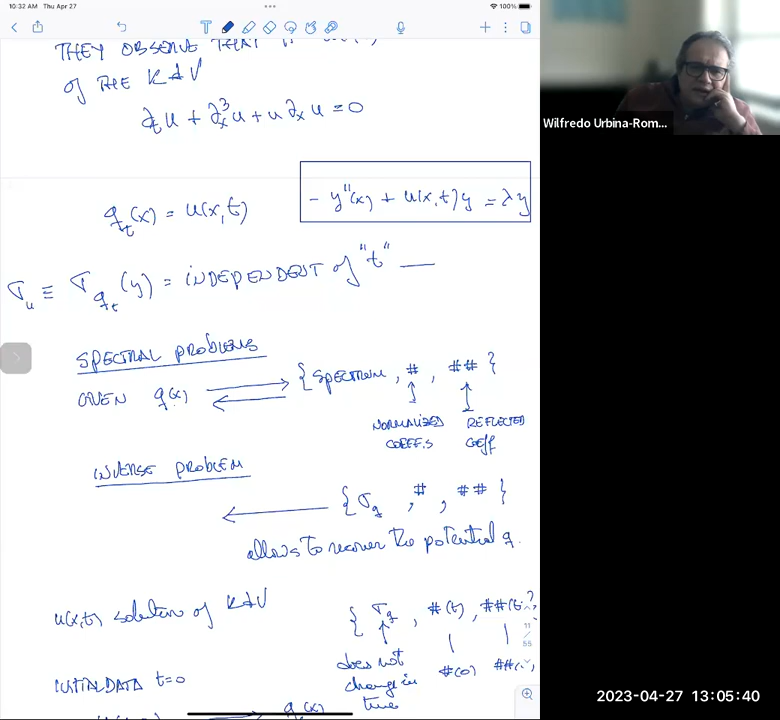 10:32 AM Thu Apr 27
100%
THEY OBSERVE THAT
of THE KdV
∂ₜu + ∂ₓ³u + u∂ₓu = 0
qₜ(x) = u(x,t)
- y''(x) + u(x,t)y = λy
σᵤ ≡ σ_qₜ(y) = INDEPENDENT of "t" —
SPECTRAL PROBLEMS
GIVEN q(x) {SPECTRUM, #, ##}
NORMALIZED REFLECTED
COEFF.S COEFF
INVERSE PROBLEM
{σ_q, #, ##}
allows to recover the potential q.
u(x,t) solution of KdV
{σ_q, #(t), ##(t)}
does not
change in
time
#(0)
INITIAL DATA t=0
q₀(x)
11
55
Wilfredo Urbina-Rom...
2023-04-27 13:05:40